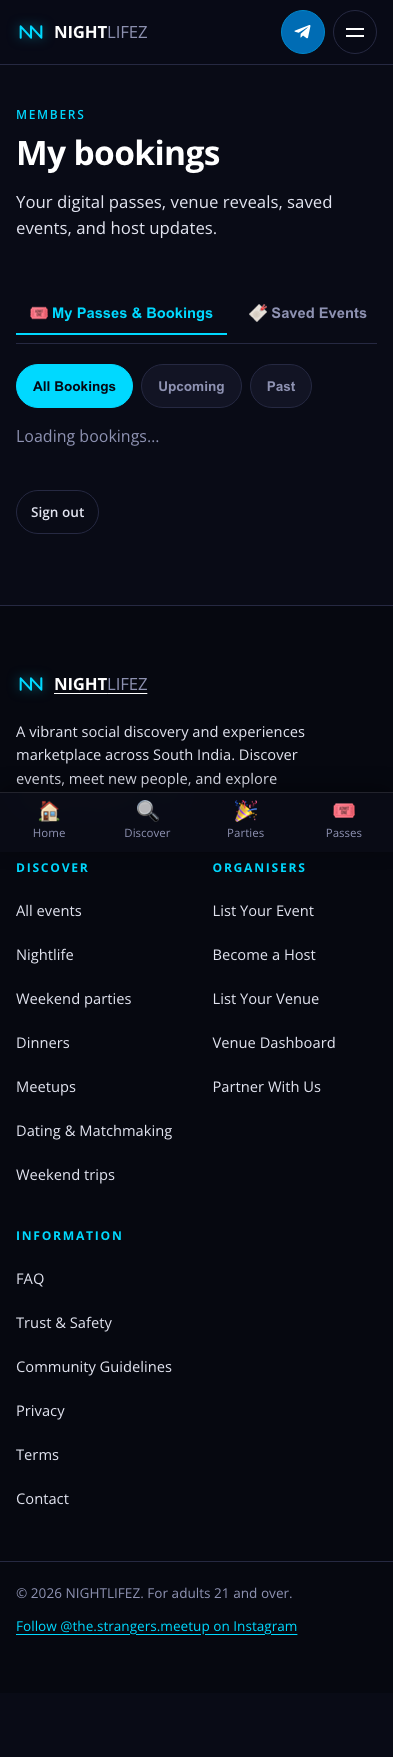 NIGHTLIFEZ
MEMBERS
My bookings
Your digital passes, venue reveals, saved
events, and host updates.
My Passes & Bookings
Saved Events
All Bookings
Upcoming
Past
Loading bookings...
Sign out
NIGHTLIFEZ
A vibrant social discovery and experiences
marketplace across South India. Discover
events, meet new people, and explore
Home
Discover
Parties
Passes
DISCOVER
All events
Nightlife
Weekend parties
Dinners
Meetups
Dating & Matchmaking
Weekend trips
ORGANISERS
List Your Event
Become a Host
List Your Venue
Venue Dashboard
Partner With Us
INFORMATION
FAQ
Trust & Safety
Community Guidelines
Privacy
Terms
Contact
© 2026 NIGHTLIFEZ. For adults 21 and over.
Follow @the.strangers.meetup on Instagram